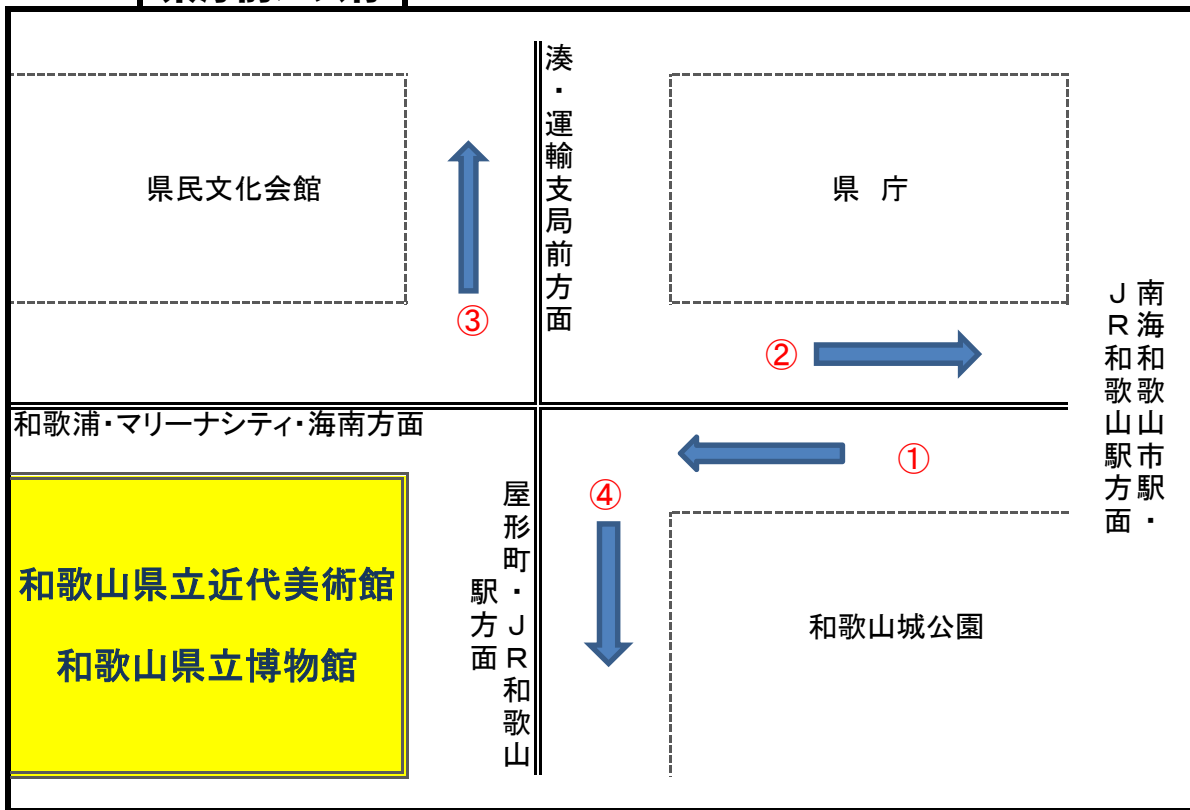 県民文化会館
③
湊・運輸支局前方面
県 庁
②
南海和歌山市駅・
JR和歌山駅方面
和歌浦・マリーナシティ・海南方面
①
④
屋形町・JR和歌山
駅方面
和歌山県立近代美術館
和歌山県立博物館
和歌山城公園